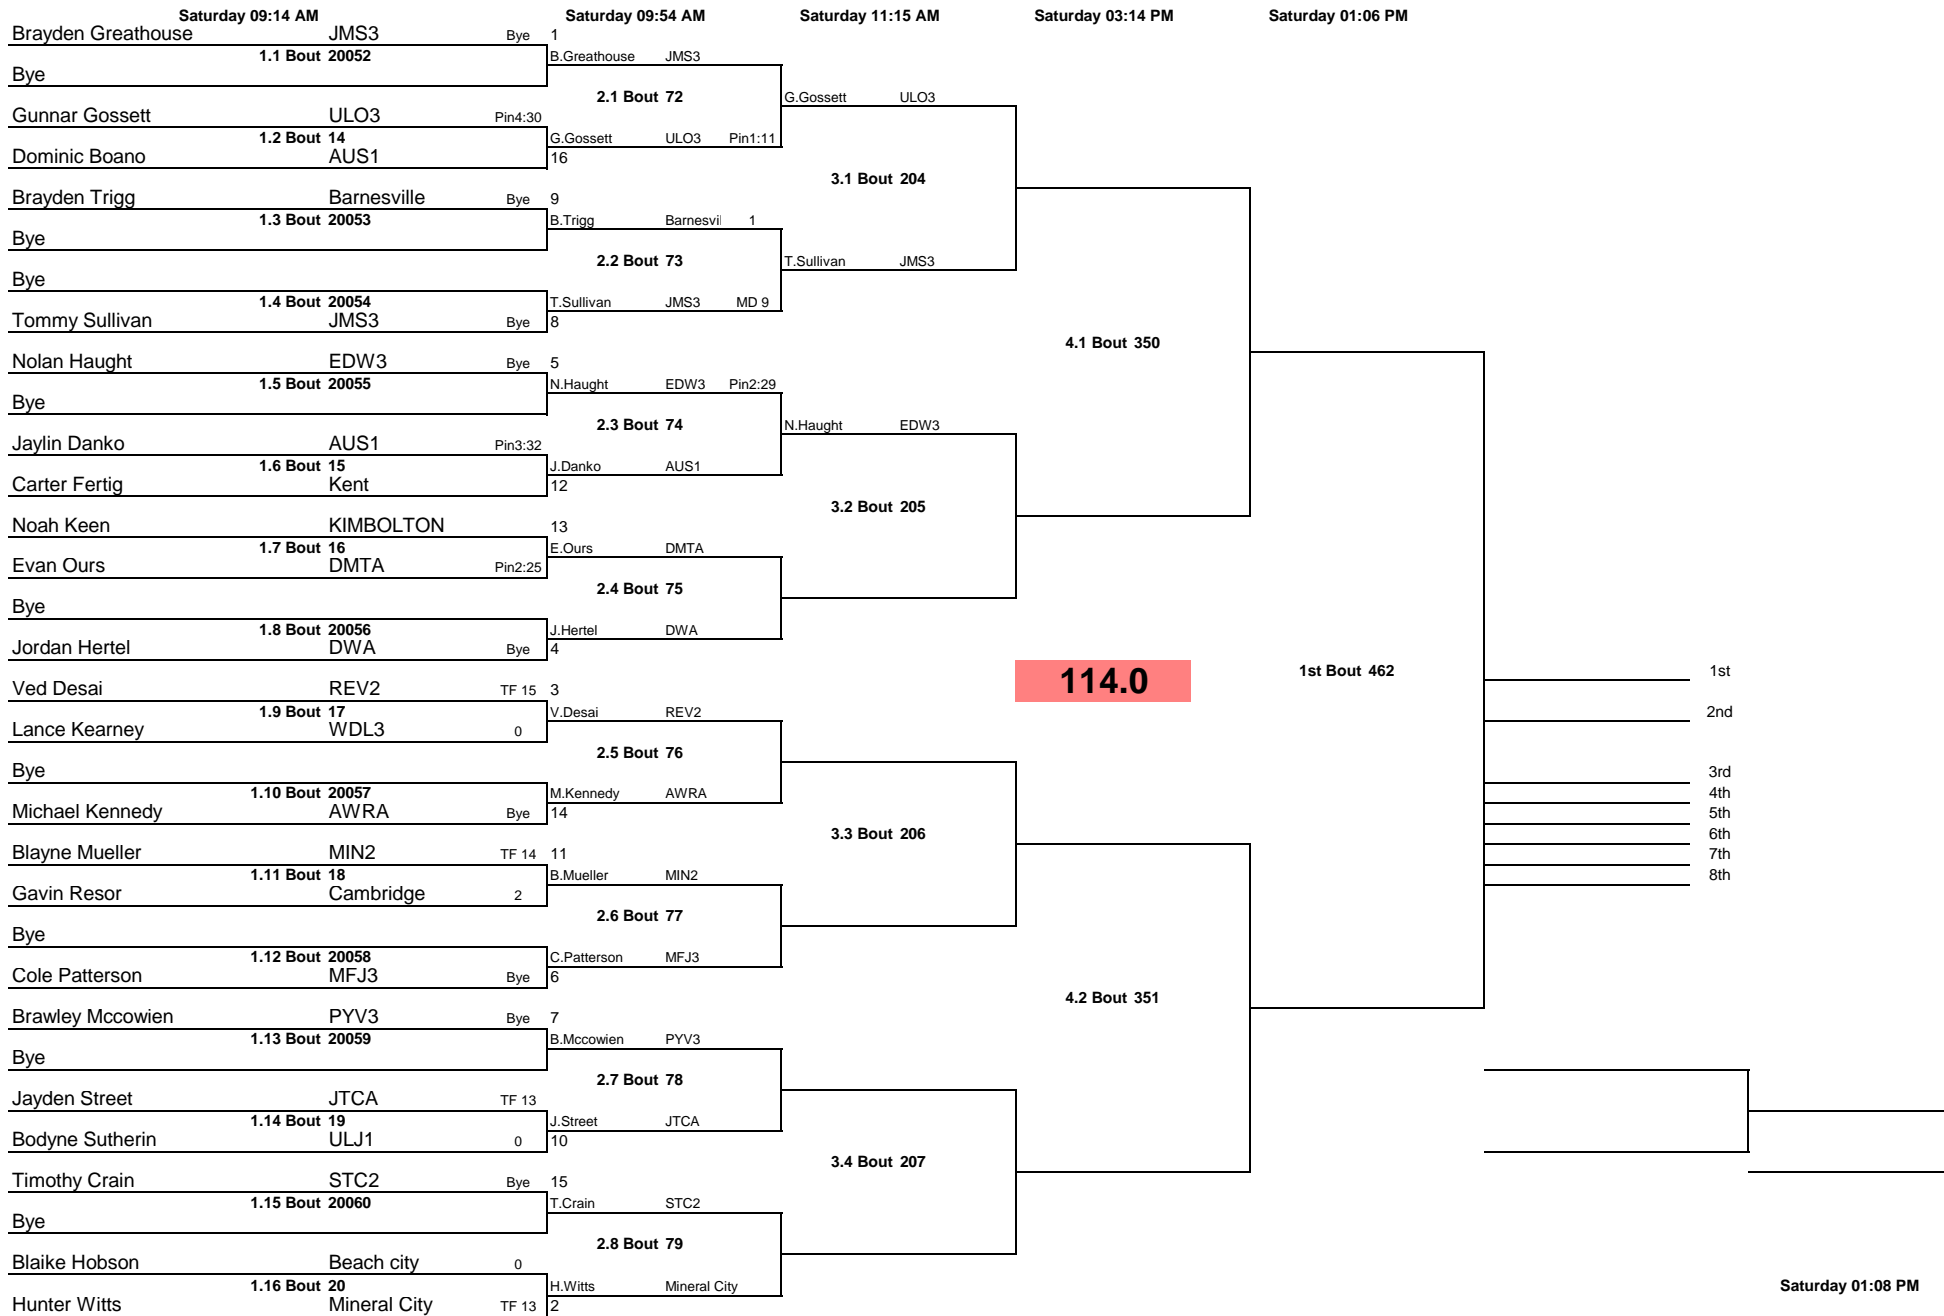 Saturday 09:14 AM Saturday 09:54 AM Saturday 11:15 AM Saturday 03:14 PM Saturday 01:06 PM
Brayden Greathouse JMS3 Bye 1
1.1 Bout 20052 B.Greathouse JMS3
Bye
2.1 Bout 72 G.Gossett ULO3
Gunnar Gossett ULO3 Pin4:30
1.2 Bout 14 G.Gossett ULO3 Pin1:11
Dominic Boano AUS1 16
3.1 Bout 204
Brayden Trigg Barnesville Bye 9
1.3 Bout 20053 B.Trigg Barnesvil 1
Bye
2.2 Bout 73 T.Sullivan JMS3
Bye
1.4 Bout 20054 T.Sullivan JMS3 MD 9
Tommy Sullivan JMS3 Bye 8
4.1 Bout 350
Nolan Haught EDW3 Bye 5
1.5 Bout 20055 N.Haught EDW3 Pin2:29
Bye
2.3 Bout 74 N.Haught EDW3
Jaylin Danko AUS1 Pin3:32
1.6 Bout 15 J.Danko AUS1
Carter Fertig Kent 12
3.2 Bout 205
Noah Keen KIMBOLTON 13
1.7 Bout 16 E.Ours DMTA
Evan Ours DMTA Pin2:25
2.4 Bout 75
Bye
1.8 Bout 20056 J.Hertel DWA
Jordan Hertel DWA Bye 4
114.0 1st Bout 462 1st
Ved Desai REV2 TF 15 3
1.9 Bout 17 V.Desai REV2 2nd
Lance Kearney WDL3 0
2.5 Bout 76
Bye 3rd
1.10 Bout 20057 M.Kennedy AWRA 4th
Michael Kennedy AWRA Bye 14 5th
3.3 Bout 206 6th
Blayne Mueller MIN2 TF 14 11 7th
1.11 Bout 18 B.Mueller MIN2 8th
Gavin Resor Cambridge 2
2.6 Bout 77
Bye
1.12 Bout 20058 C.Patterson MFJ3
Cole Patterson MFJ3 Bye 6
4.2 Bout 351
Brawley Mccowien PYV3 Bye 7
1.13 Bout 20059 B.Mccowien PYV3
Bye
2.7 Bout 78
Jayden Street JTCA TF 13
1.14 Bout 19 J.Street JTCA
Bodyne Sutherin ULJ1 0 10
3.4 Bout 207
Timothy Crain STC2 Bye 15
1.15 Bout 20060 T.Crain STC2
Bye
2.8 Bout 79
Blaike Hobson Beach city 0
1.16 Bout 20 H.Witts Mineral City Saturday 01:08 PM
Hunter Witts Mineral City TF 13 2